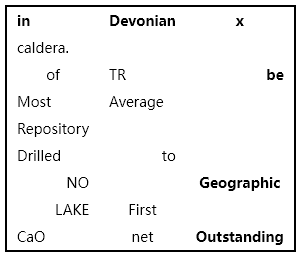 in Devonian x
caldera.
of TR be
Most Average
Repository
Drilled to
NO Geographic
LAKE First
CaO net Outstanding